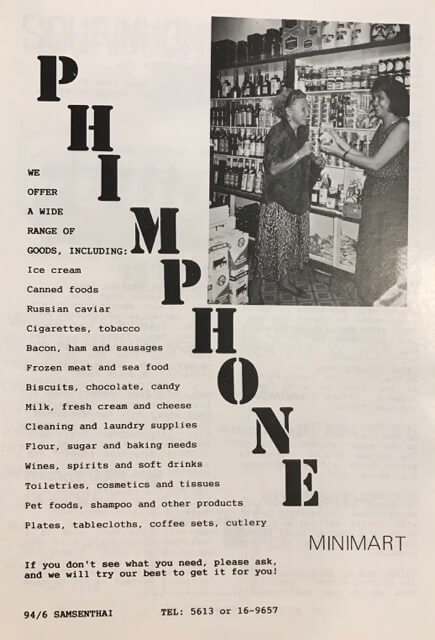 PHIMPHONE
WE
OFFER
A WIDE
RANGE OF
GOODS, INCLUDING:
Ice cream
Canned foods
Russian caviar
Cigarettes, tobacco
Bacon, ham and sausages
Frozen meat and sea food
Biscuits, chocolate, candy
Milk, fresh cream and cheese
Cleaning and laundry supplies
Flour, sugar and baking needs
Wines, spirits and soft drinks
Toiletries, cosmetics and tissues
Pet foods, shampoo and other products
Plates, tablecloths, coffee sets, cutlery
MINIMART
If you don't see what you need, please ask,
and we will try our best to get it for you!
94/6 SAMSENTHAI TEL: 5613 or 16-9657